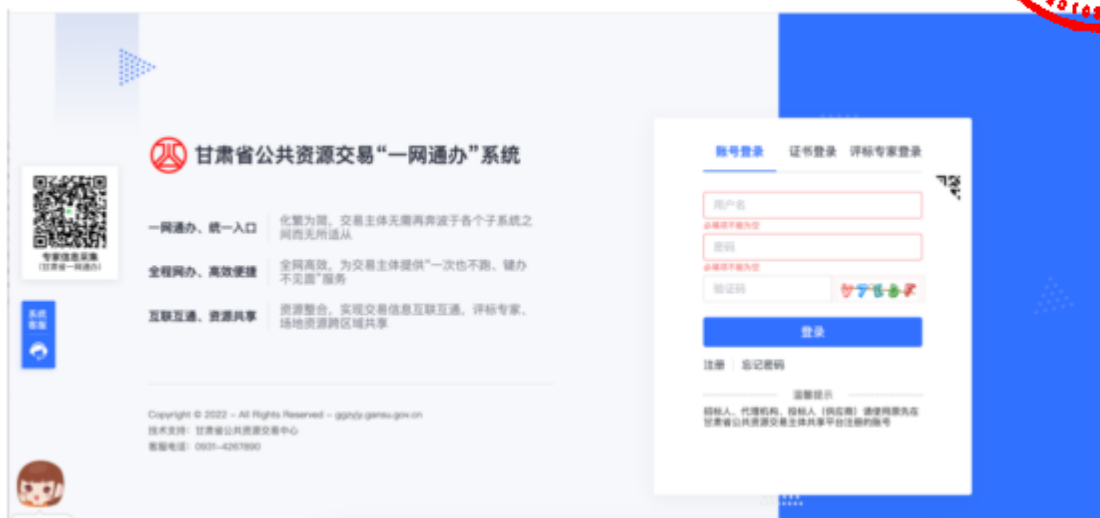 甘肃省公共资源交易“一网通办”系统
一网通办、统一入口
化繁为简，交易主体无需再奔波于各个子系统之
间而无所适从
全程网办、高效便捷
全网高效，为交易主体提供“一次也不跑、键办
不见面”服务
互联互通、资源共享
资源整合，实现交易信息互联互通，评标专家、
场地资源跨区域共享
Copyright © 2022 - All Rights Reserved - ggzyjy.gansu.gov.cn
技术支持：甘肃省公共资源交易中心
客服电话：0931-4267890
专家信息采集
(甘肃省一网通办)
系统
客服
账号登录 证书登录 评标专家登录
用户名
必填项不能为空
密码
必填项不能为空
验证码
登录
注册 忘记密码
温馨提示
招标人、代理机构、投标人（供应商）请使用原先在
甘肃省公共资源交易主体共享平台注册的账号